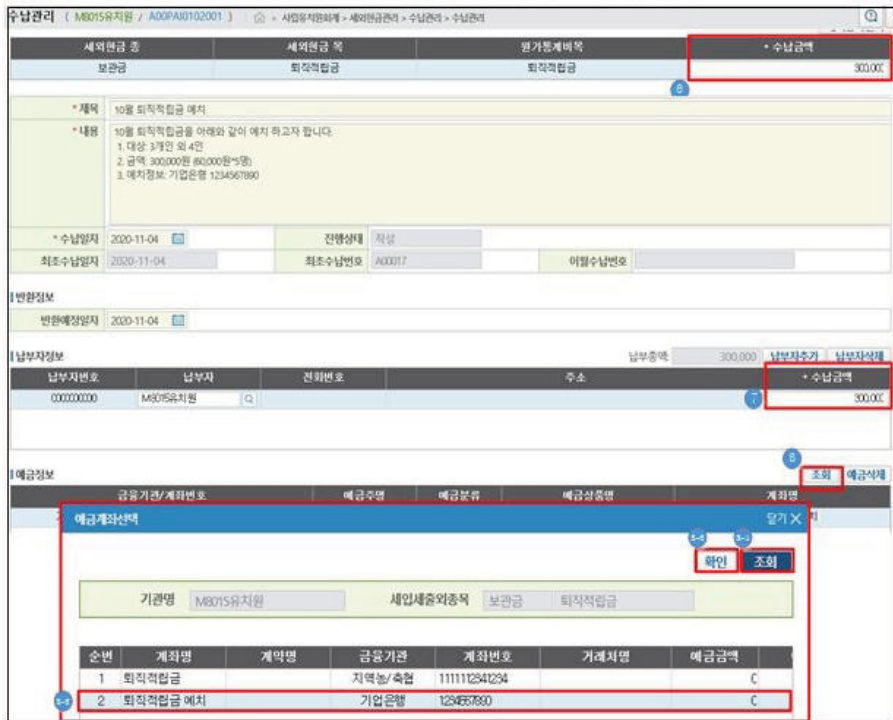 수납관리 ( M8015유치원 / A00PAI0102001 ) > 사립유치원회계 > 세외현금관리 > 수납관리 > 수납관리
세외현금 종 세외현금 목 원가통계비목 * 수납금액
보관금 퇴직적립금 퇴직적립금 300,00
6
* 제목 10월 퇴직적립금 예치
* 내용 10월 퇴직적립금을 아래와 같이 예치 하고자 합니다.
1. 대상: 3개인 외 4인
2. 금액: 300,000원 (60,000원*5명)
3. 예치정보: 기업은행 1234567890
* 수납일자 2020-11-04 진행상태 작성
최초수납일자 2020-11-04 최초수납번호 A00017 이월수납번호
반환정보
반환예정일자 2020-11-04
납부자정보 납부총액 300,000 납부자추가 납부자삭제
납부자번호 납부자 전화번호 주소 * 수납금액
0000000000 M8015유치원 7 300,00
8
예금정보 조회 예금삭제
금융기관/계좌번호 예금주명 예금분류 예금상품명 계좌명
예금계좌선택 닫기 X
확인 조회
기관명 M8015유치원 세입세출외종목 보관금 퇴직적립금
순번 계좌명 계약명 금융기관 계좌번호 거래처명 예금금액
1 퇴직적립금 지역농/축협 1111112341234
2 퇴직적립금 예치 기업은행 1234567890